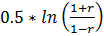 0.5 * ln (1+r / 1−r)